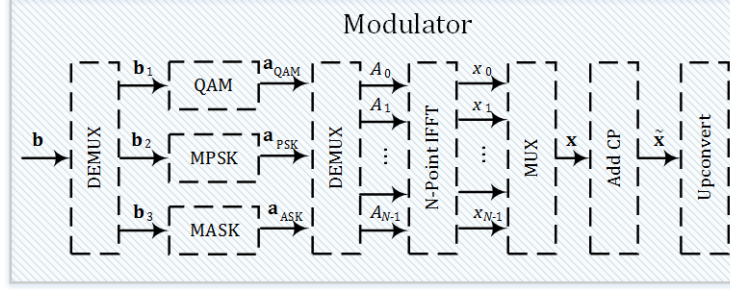 Modulator
b
DEMUX
b1
b2
b3
QAM
MPSK
MASK
aQAM
aPSK
aASK
DEMUX
A0
A1
...
AN-1
N-Point IFFT
x0
x1
...
xN-1
MUX
x
Add CP
x̃
Upconvert